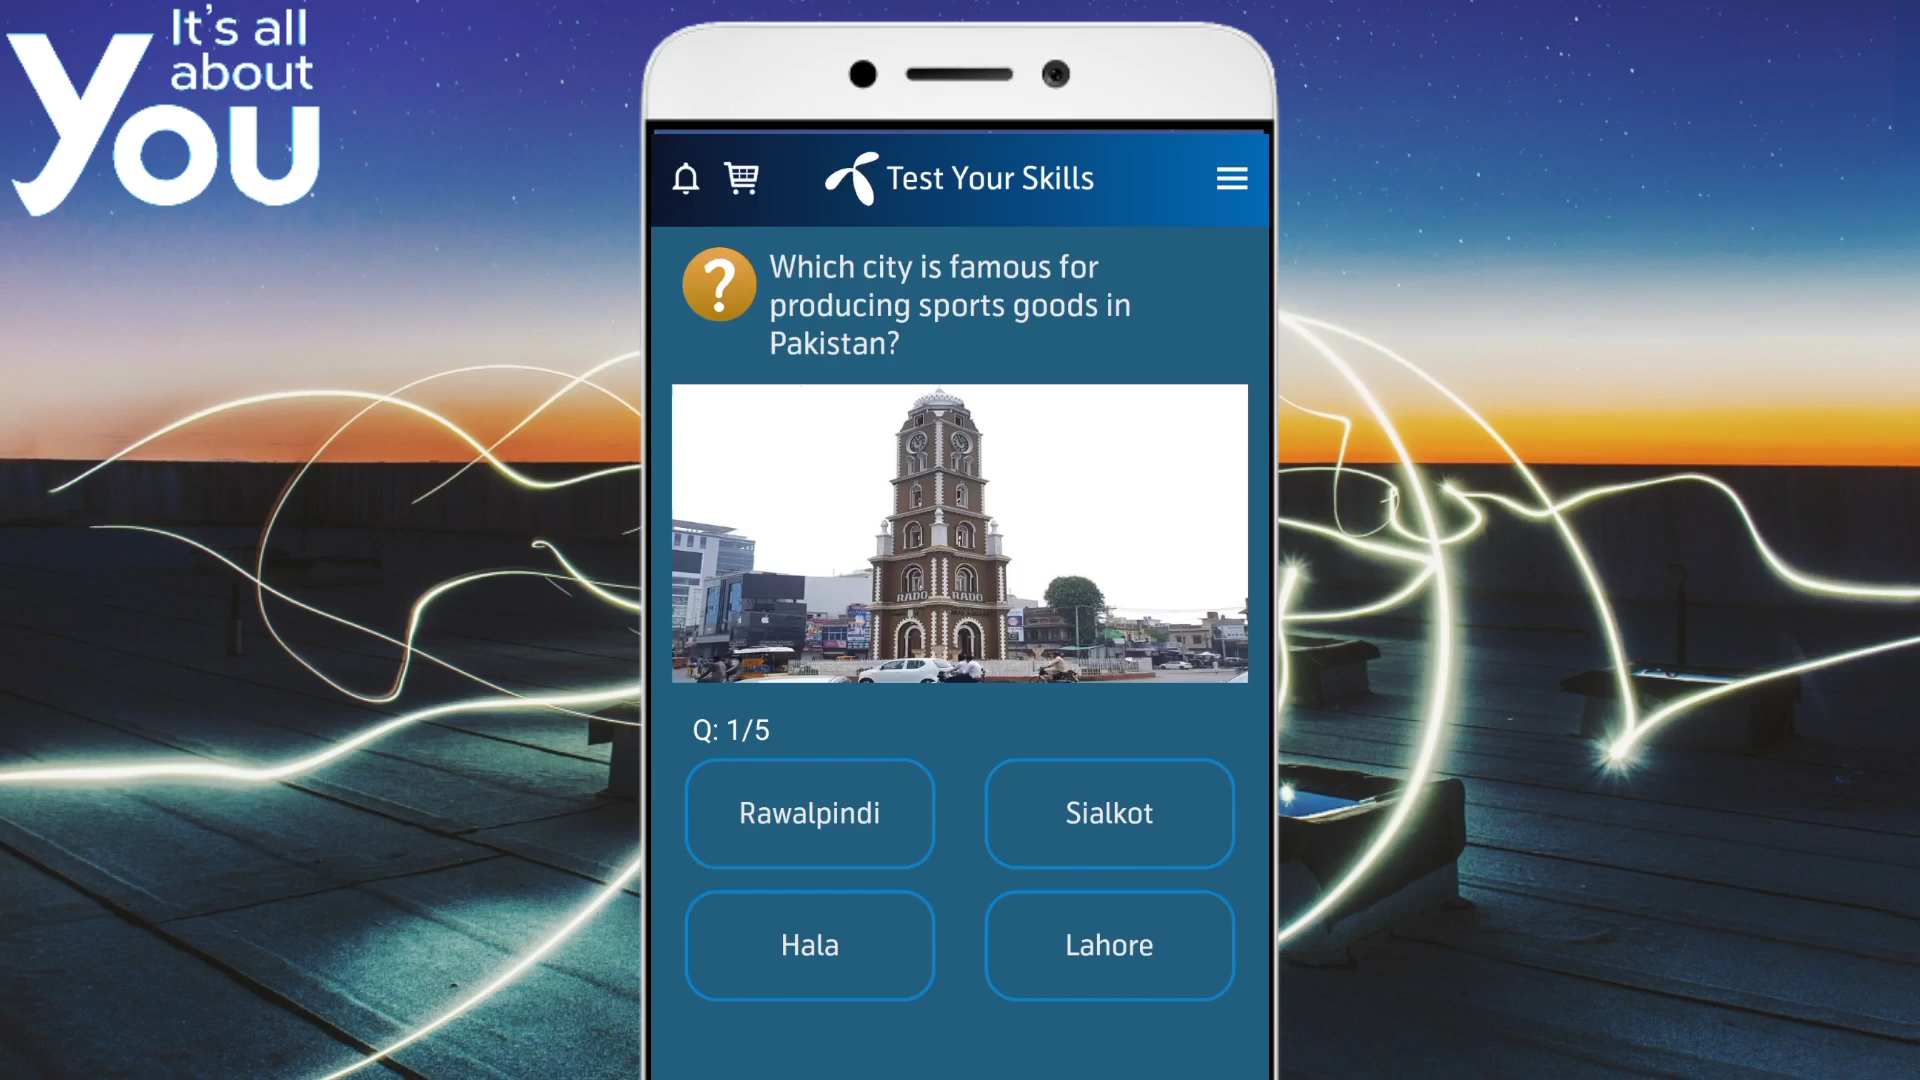 It's all
about
You
Test Your Skills
?
Which city is famous for
producing sports goods in
Pakistan?
RADO RADO
Q: 1/5
Rawalpindi
Sialkot
Hala
Lahore